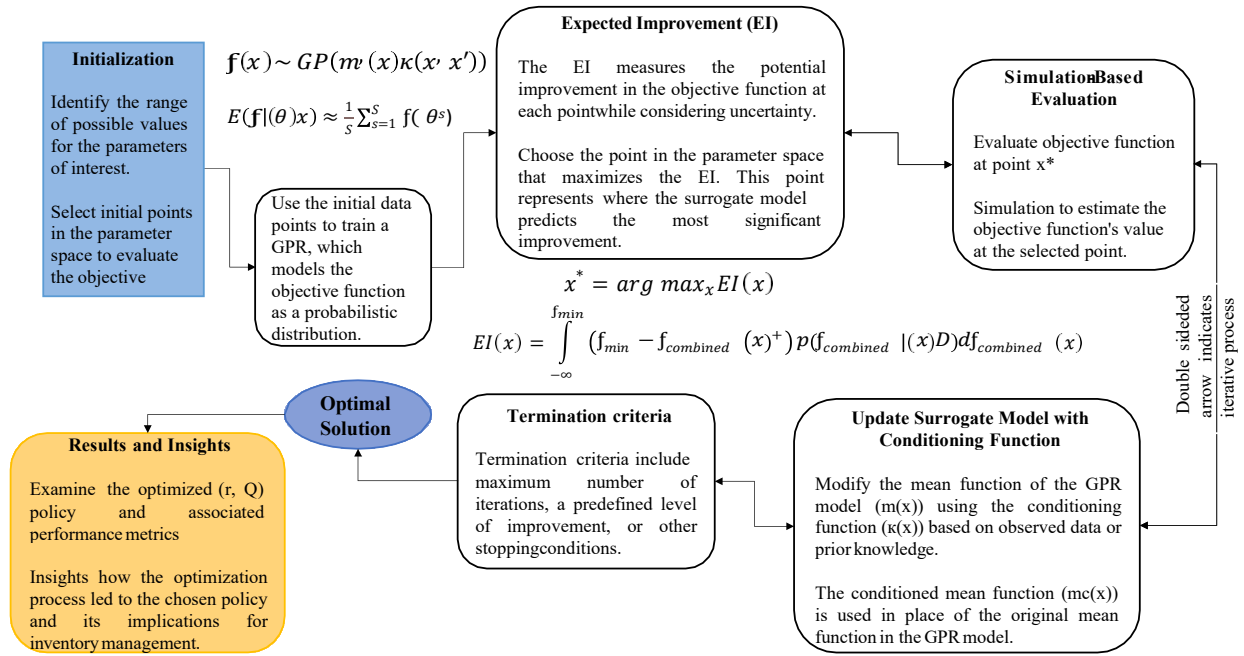 Initialization
Identify the range
of possible values
for the parameters
of interest.
Select initial points
in the parameter
space to evaluate
the objective
f(x)~ GP(m, (x)κ(x, x′))
E(f|(θ)x) ≈ 1/S ∑_{s=1}^{S} f( θˢ)
Use the initial data
points to train a
GPR, which
models the
objective function
as a probabilistic
distribution.
Expected Improvement (EI)
The EI measures the potential
improvement in the objective function at
each pointwhile considering uncertainty.
Choose the point in the parameter space
that maximizes the EI. This point
represents where the surrogate model
predicts the most significant
improvement.
x* = arg max_x EI(x)
EI(x) = ∫_{−∞}^{f_min} (f_min − f_combined (x)⁺) p(f_combined |(x)D)df_combined (x)
Simulation-Based
Evaluation
Evaluate objective function
at point x*
Simulation to estimate the
objective function's value
at the selected point.
Double sideded
arrow indicates
iterative process
Update Surrogate Model with
Conditioning Function
Modify the mean function of the GPR
model (m(x)) using the conditioning
function (κ(x)) based on observed data or
prior knowledge.
The conditioned mean function (mc(x))
is used in place of the original mean
function in the GPR model.
Termination criteria
Termination criteria include
maximum number of
iterations, a predefined level
of improvement, or other
stoppingconditions.
Optimal
Solution
Results and Insights
Examine the optimized (r, Q)
policy and associated
performance metrics
Insights how the optimization
process led to the chosen policy
and its implications for
inventory management.